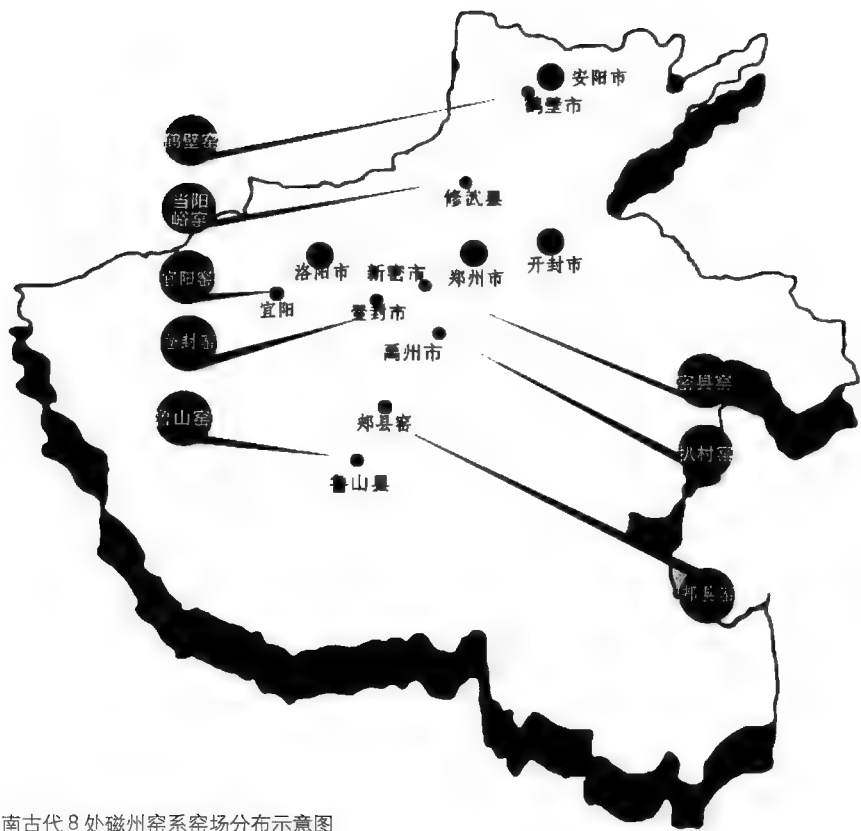 安阳市
鹤壁市
鹤壁窑
当阳
峪窑
修武县
开封市
洛阳市
新密市
郑州市
宜阳窑
宜阳
登封市
登封窑
禹州市
密县窑
鲁山窑
郏县窑
扒村窑
鲁山县
郏县窑
南古代8处磁州窑系窑场分布示意图